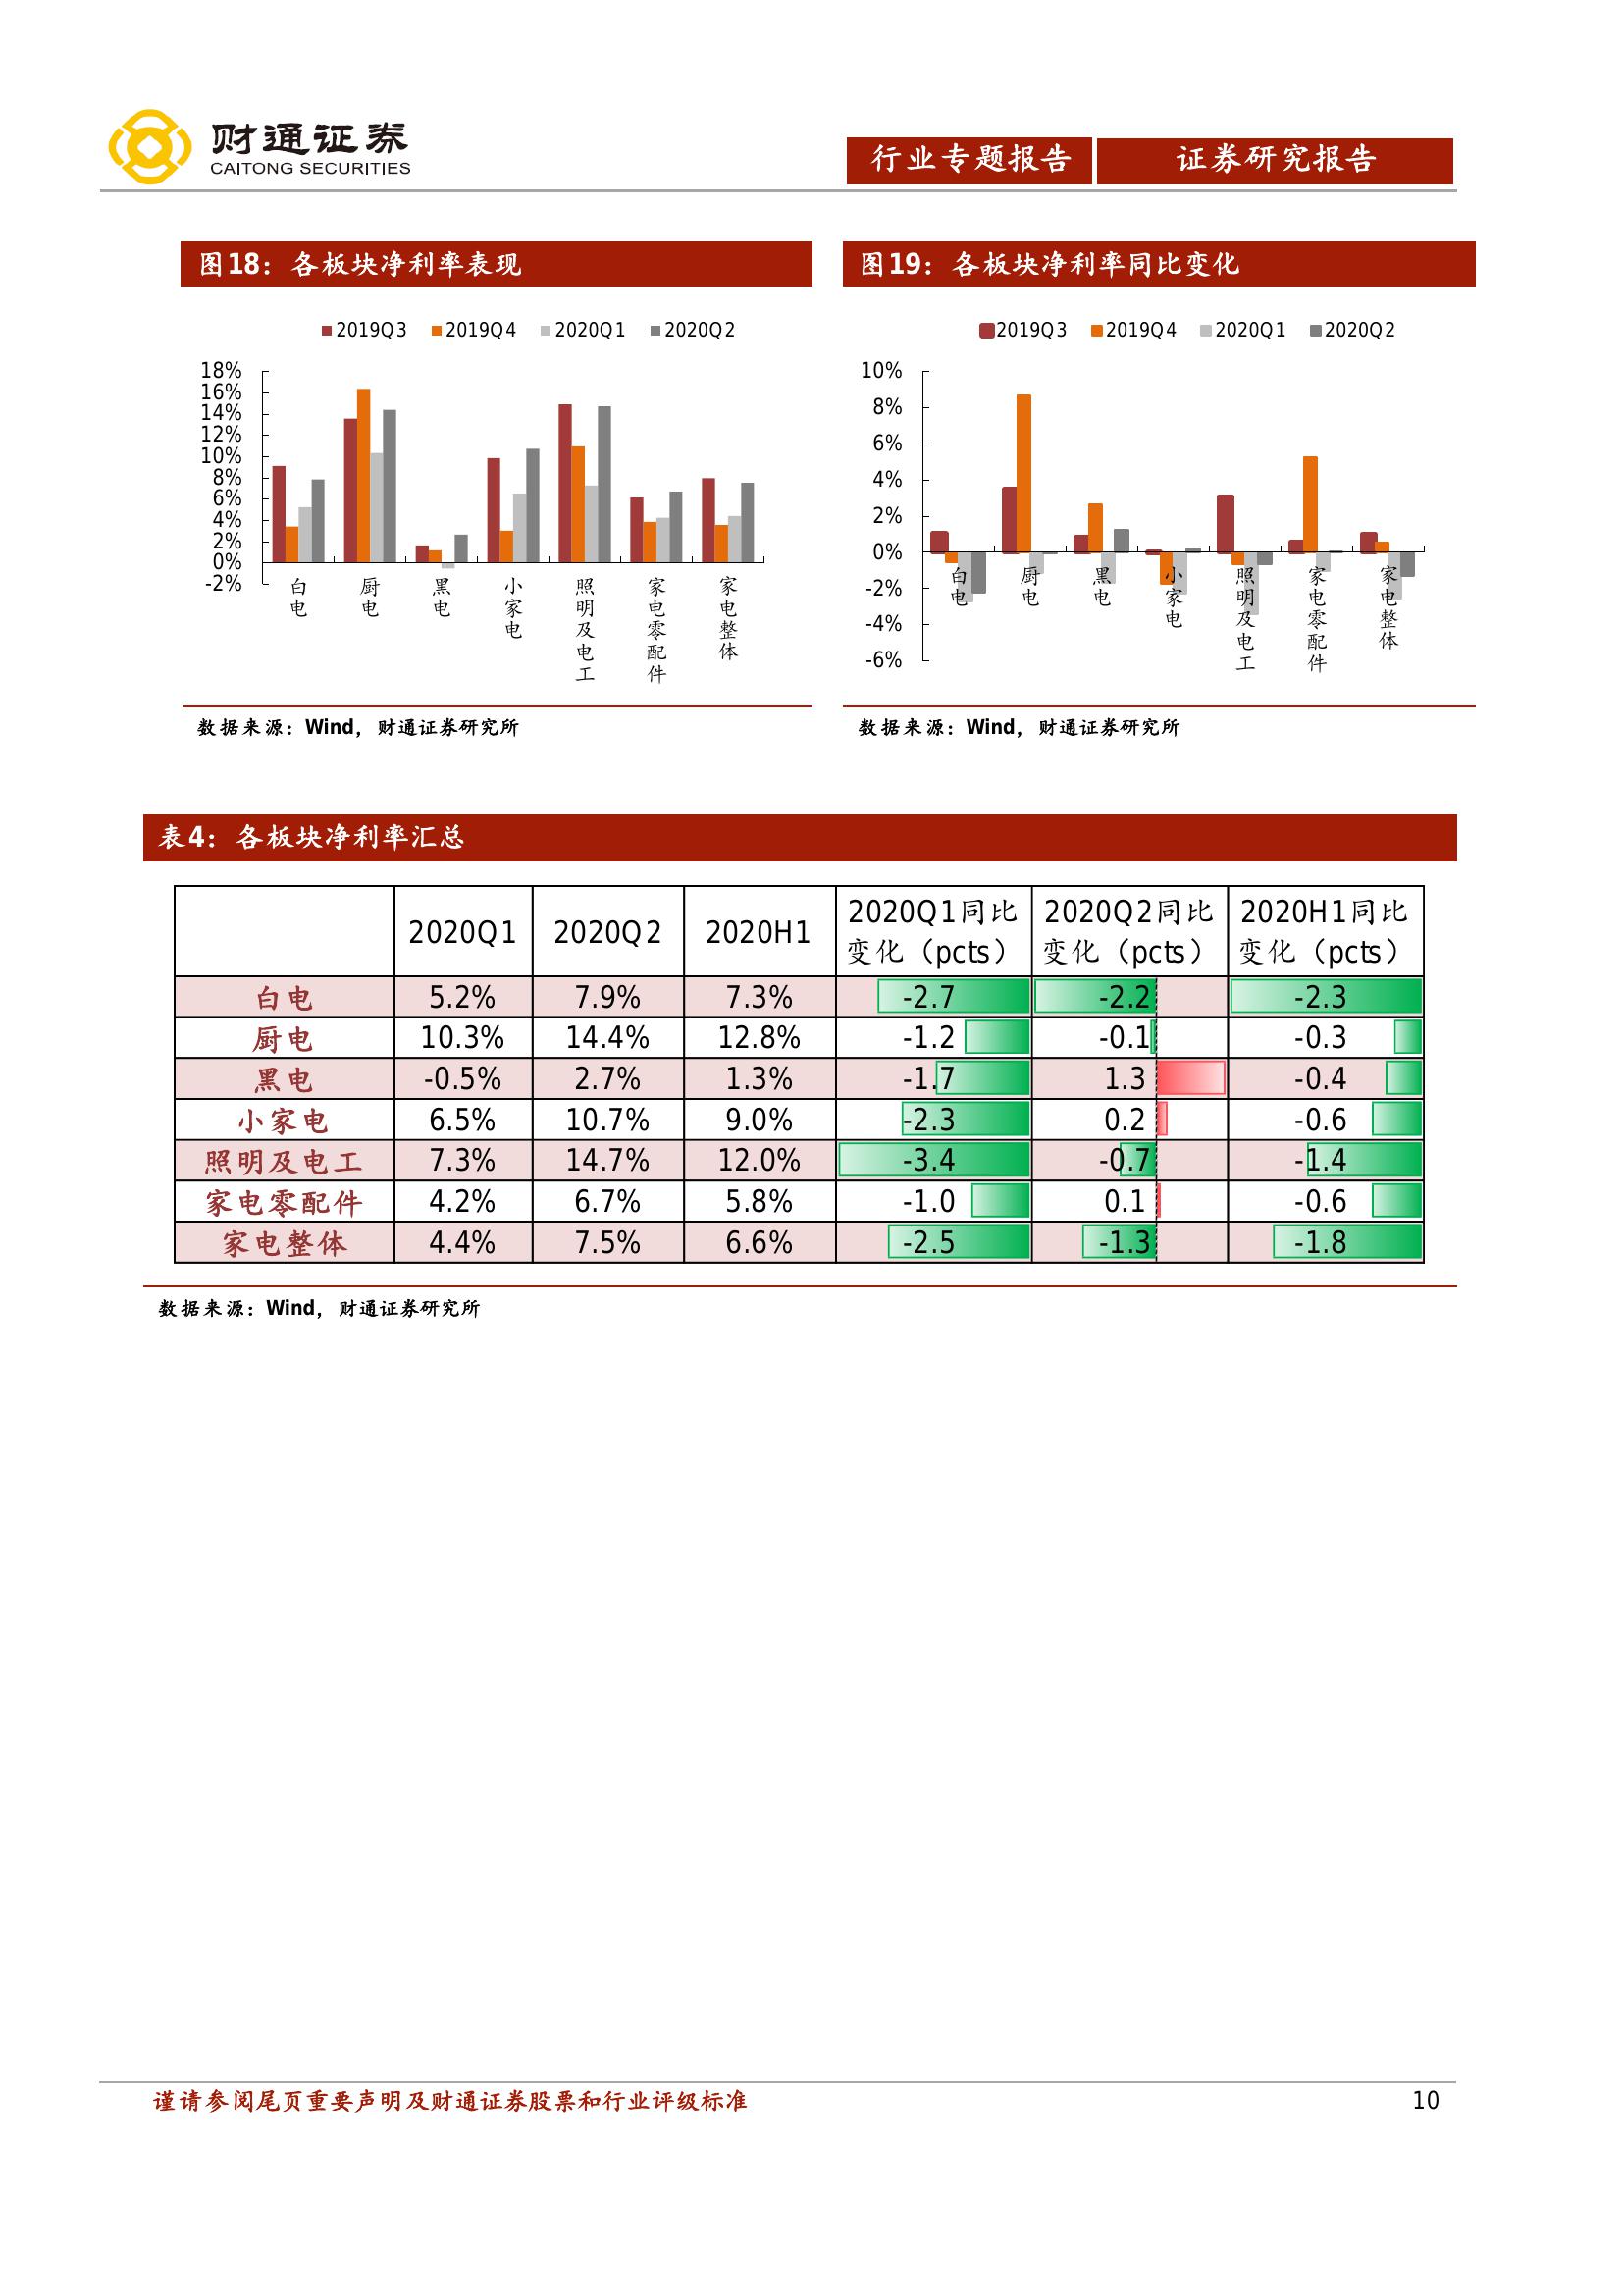 财通证券
CAITONG SECURITIES
行业专题报告 证券研究报告
图18：各板块净利率表现
2019Q3 2019Q4 2020Q1 2020Q2
18%
16%
14%
12%
10%
8%
6%
4%
2%
0%
-2%
白电 厨电 黑电 小家电 照明及电工 家电零配件 家电整体
数据来源：Wind，财通证券研究所
图19：各板块净利率同比变化
2019Q3 2019Q4 2020Q1 2020Q2
10%
8%
6%
4%
2%
0%
-2%
-4%
-6%
白电 厨电 黑电 小家电 照明及电工 家电零配件 家电整体
数据来源：Wind，财通证券研究所
表4：各板块净利率汇总
2020Q1 2020Q2 2020H1 2020Q1同比变化（pcts） 2020Q2同比变化（pcts） 2020H1同比变化（pcts）
白电 5.2% 7.9% 7.3% -2.7 -2.2 -2.3
厨电 10.3% 14.4% 12.8% -1.2 -0.1 -0.3
黑电 -0.5% 2.7% 1.3% -1.7 1.3 -0.4
小家电 6.5% 10.7% 9.0% -2.3 0.2 -0.6
照明及电工 7.3% 14.7% 12.0% -3.4 -0.7 -1.4
家电零配件 4.2% 6.7% 5.8% -1.0 0.1 -0.6
家电整体 4.4% 7.5% 6.6% -2.5 -1.3 -1.8
数据来源：Wind，财通证券研究所
谨请参阅尾页重要声明及财通证券股票和行业评级标准 10